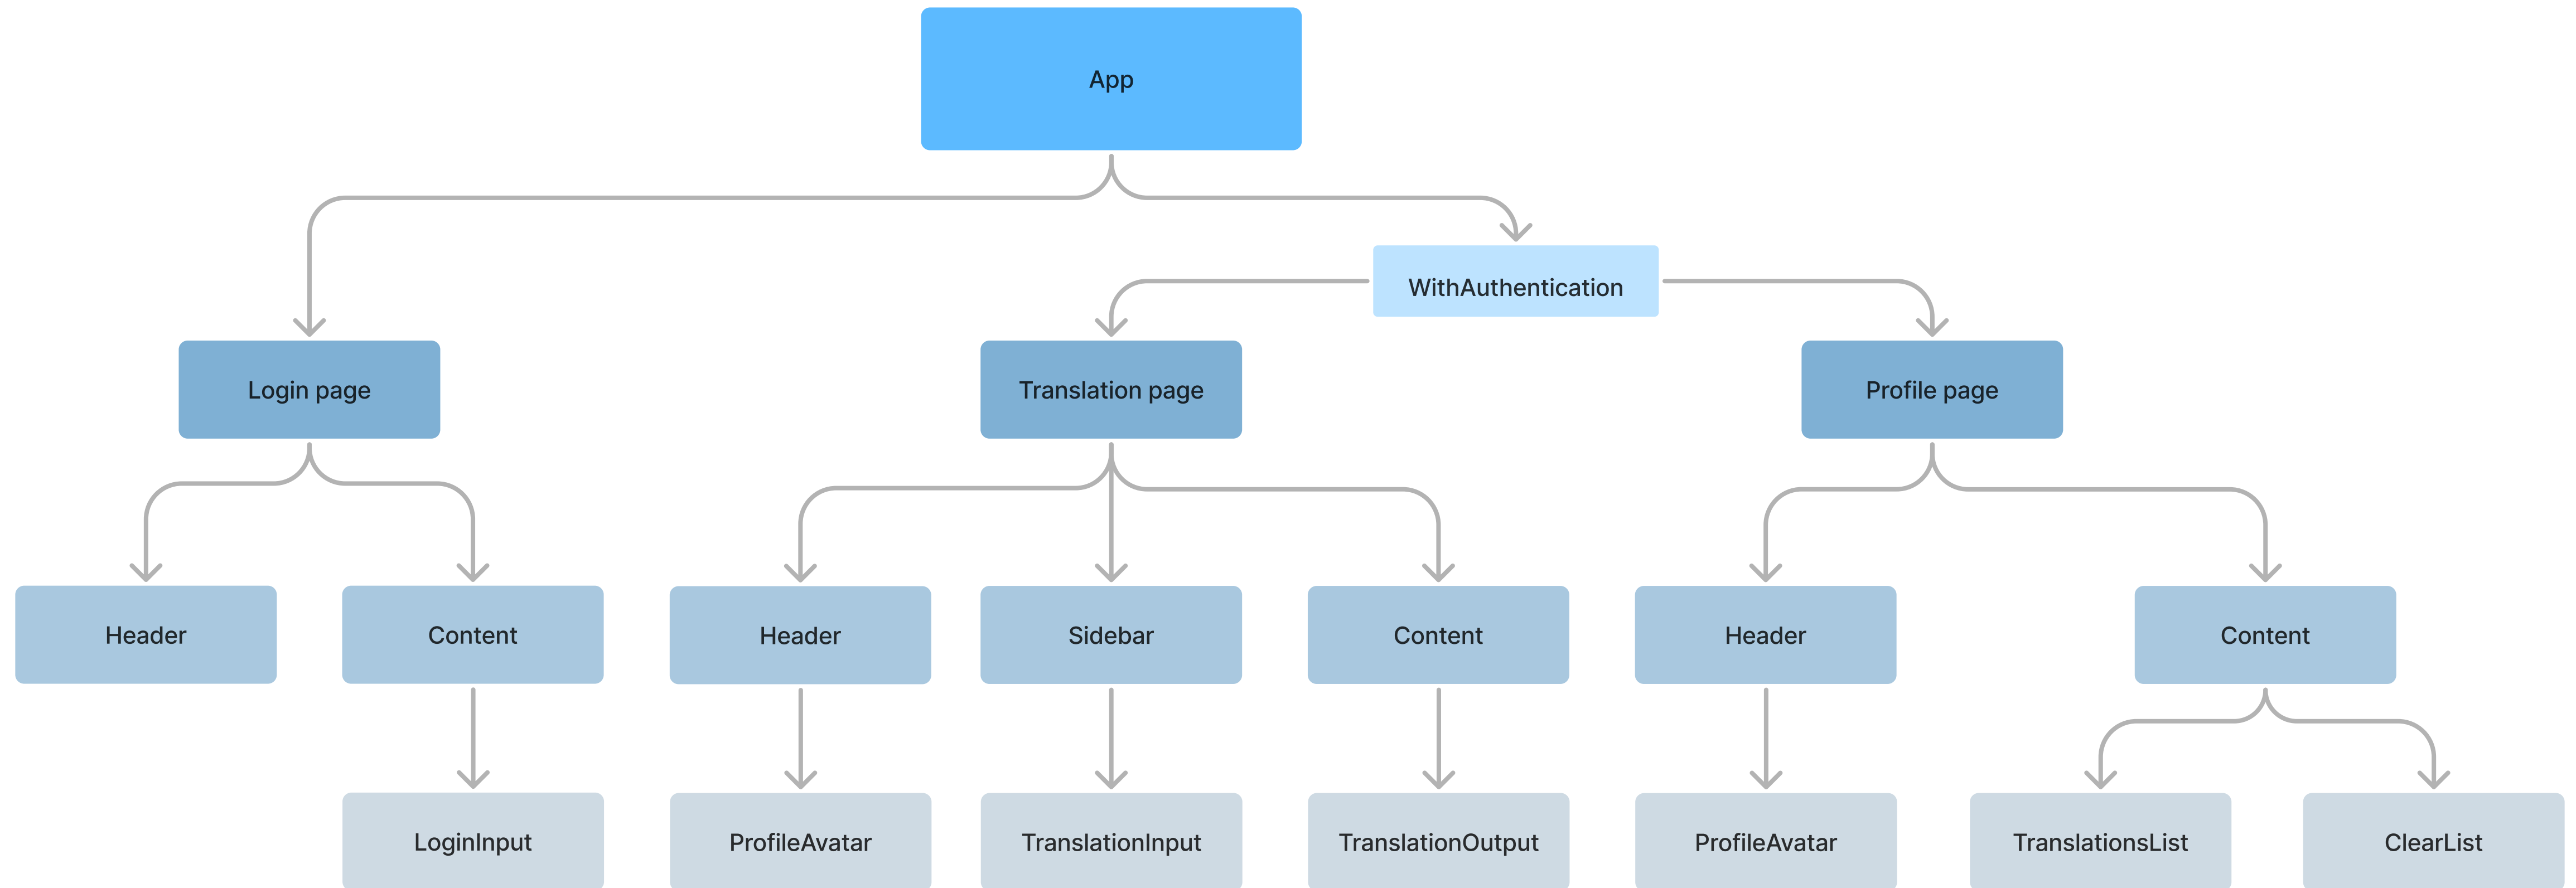 App
WithAuthentication
Login page
Translation page
Profile page
Header
Content
Header
Sidebar
Content
Header
Content
LoginInput
ProfileAvatar
TranslationInput
TranslationOutput
ProfileAvatar
TranslationsList
ClearList